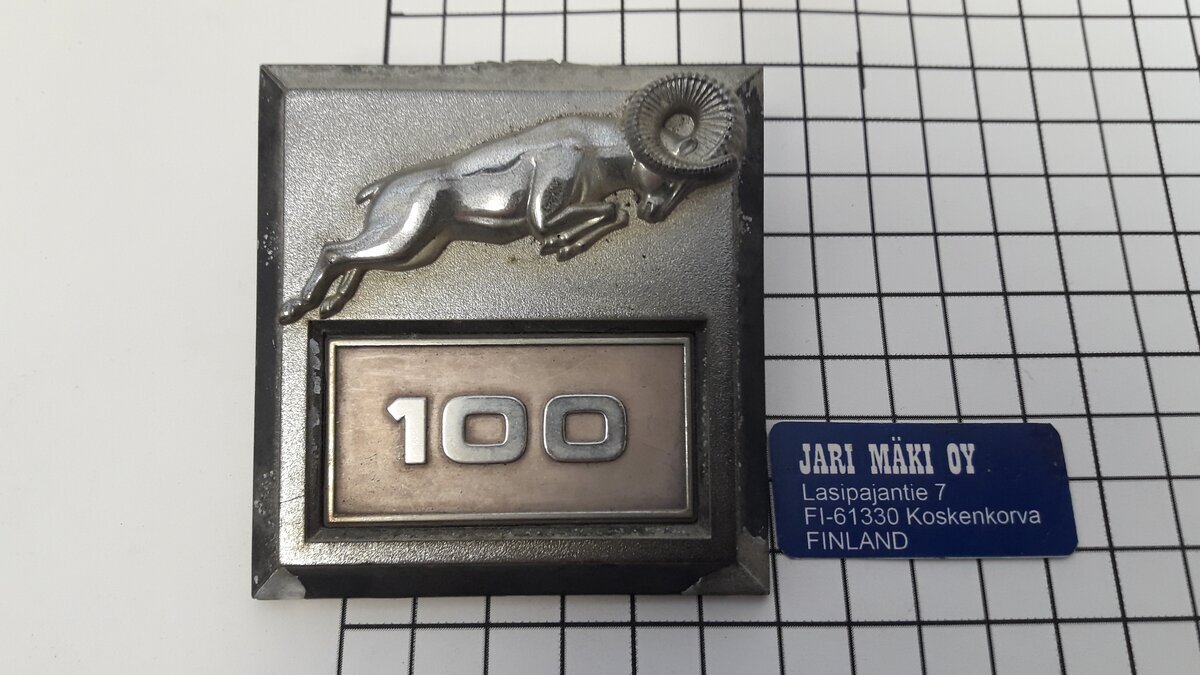 100
JARI MÄKI OY
Lasipajantie 7
FI-61330 Koskenkorva
FINLAND